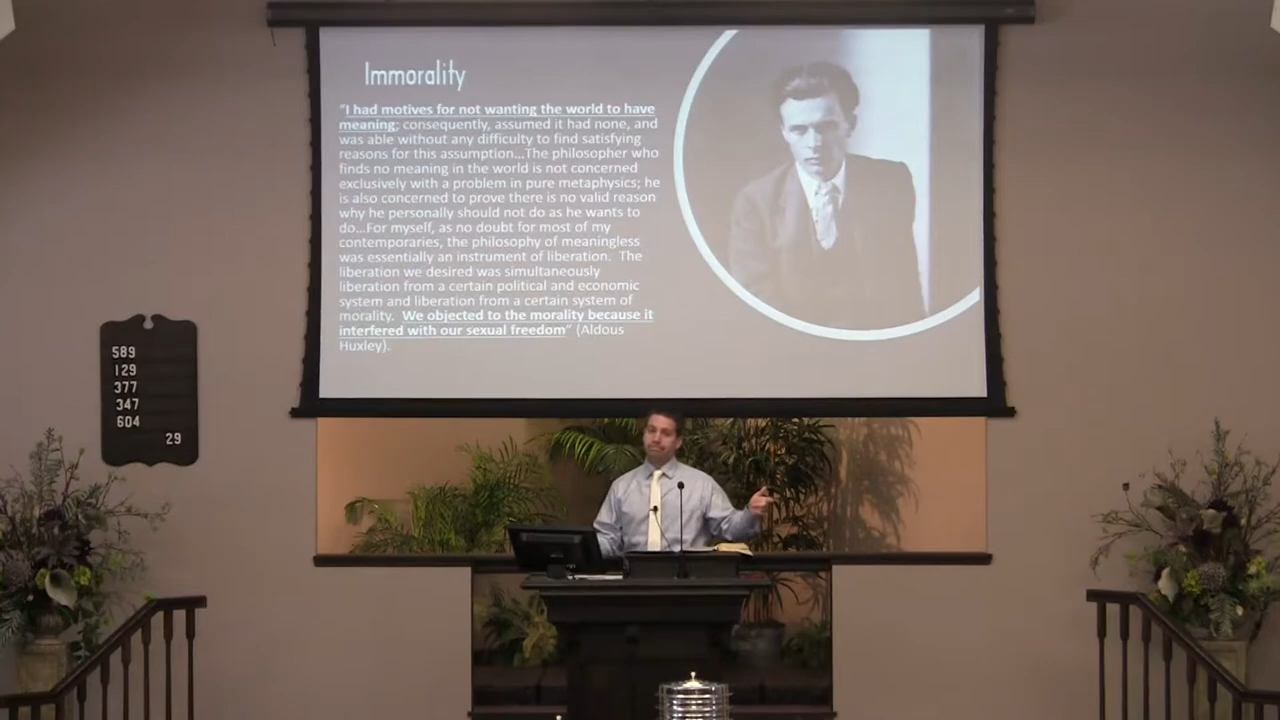 Immorality
"I had motives for not wanting the world to have
meaning; consequently, assumed it had none, and
was able without any difficulty to find satisfying
reasons for this assumption...The philosopher who
finds no meaning in the world is not concerned
exclusively with a problem in pure metaphysics; he
is also concerned to prove there is no valid reason
why he personally should not do as he wants to
do...For myself, as no doubt for most of my
contemporaries, the philosophy of meaningless
was essentially an instrument of liberation. The
liberation we desired was simultaneously
liberation from a certain political and economic
system and liberation from a certain system of
morality. We objected to the morality because it
interfered with our sexual freedom" (Aldous
Huxley).
589
129
377
347
604
29